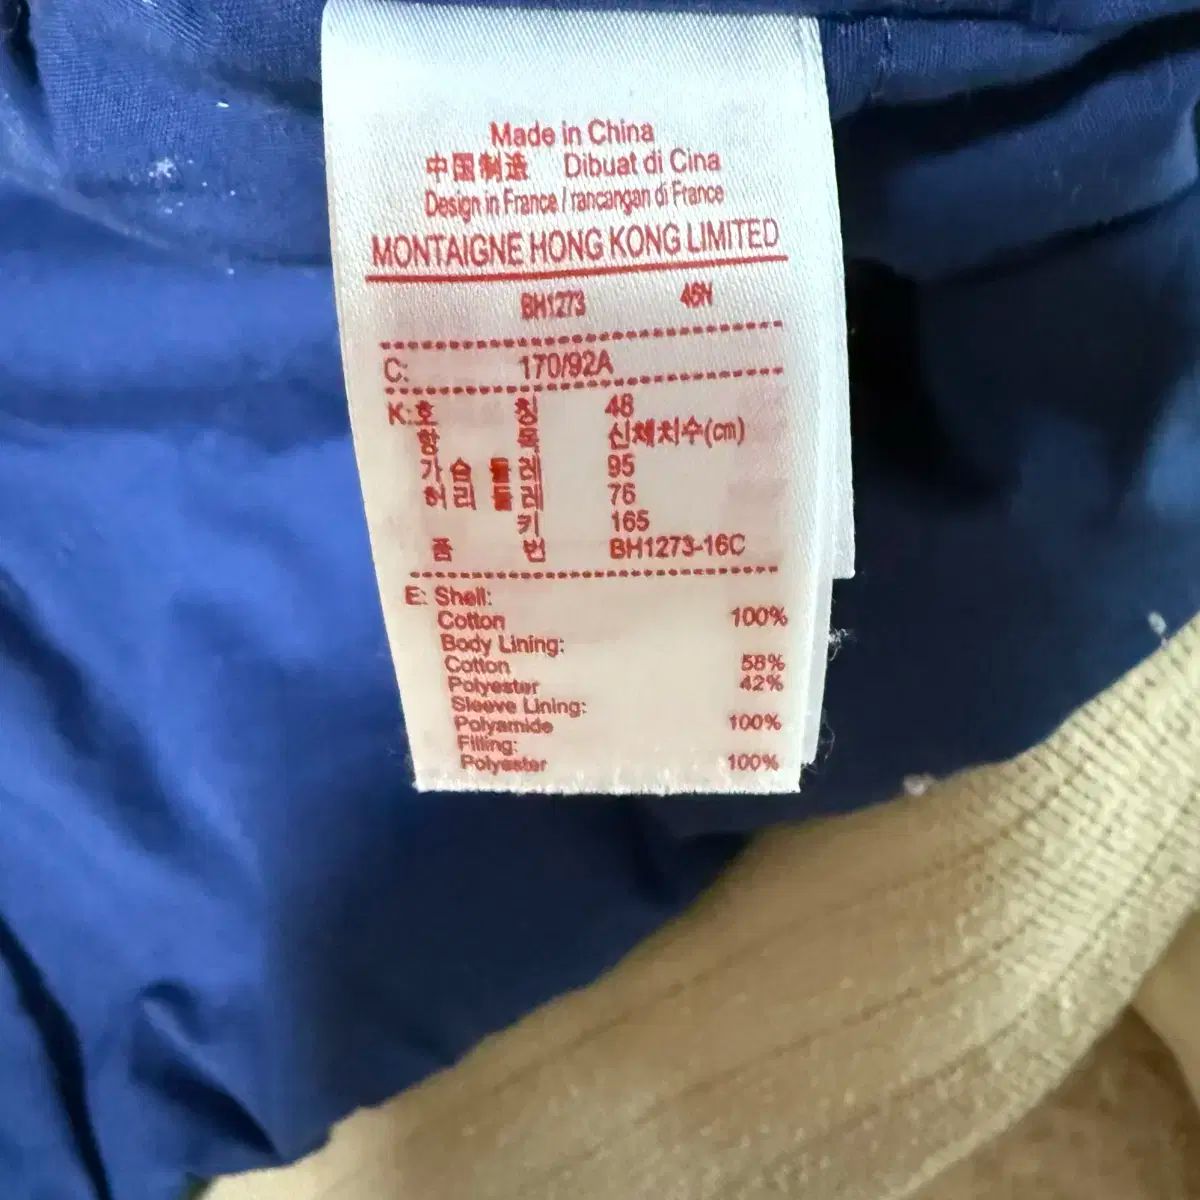 Made in China
中国制造 Dibuat di Cina
Design in France / rancangan di France
MONTAIGNE HONG KONG LIMITED
BH1273 46N
C: 170/92A
K:호 칭 48
항 목 신체치수(cm)
가 슴 둘 레 95
허 리 둘 레 76
키 165
품 번 BH1273-16C
E: Shell:
Cotton 100%
Body Lining:
Cotton 58%
Polyester 42%
Sleeve Lining:
Polyamide 100%
Filling:
Polyester 100%